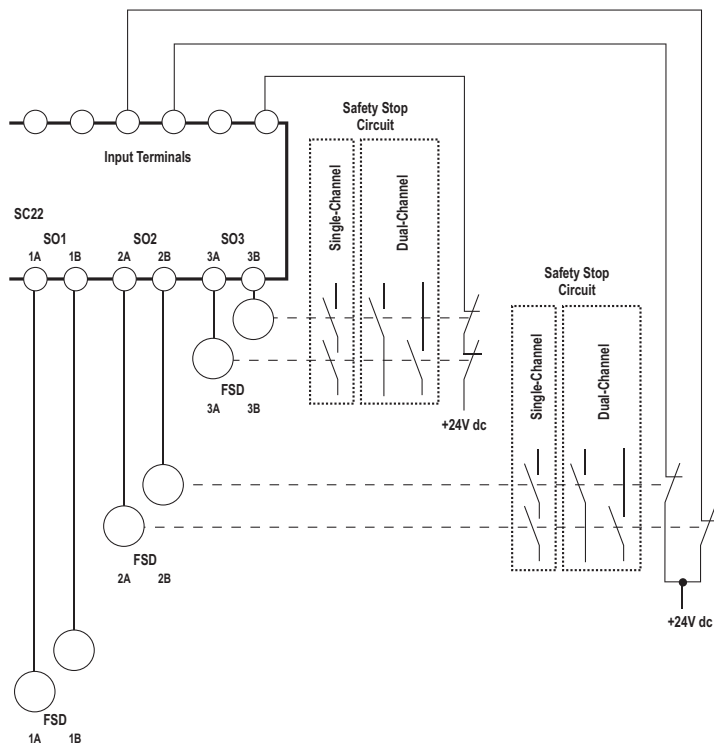 Safety Stop
Circuit
Input Terminals
Single-Channel
Dual-Channel
SC22
SO1 SO2 SO3
1A 1B 2A 2B 3A 3B
Safety Stop
Circuit
Single-Channel
Dual-Channel
FSD
3A 3B
+24V dc
FSD
2A 2B
+24V dc
FSD
1A 1B